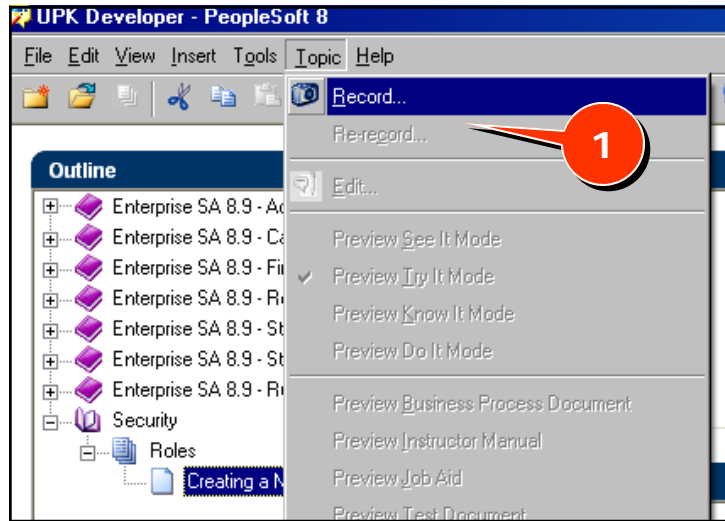 UPK Developer - PeopleSoft 8
File Edit View Insert Tools Topic Help
Record...
Re-record...
1
Edit...
Preview See It Mode
Preview Try It Mode
Preview Know It Mode
Preview Do It Mode
Preview Business Process Document
Preview Instructor Manual
Preview Job Aid
Preview Test Document
Outline
Enterprise SA 8.9 - Ac
Enterprise SA 8.9 - Ca
Enterprise SA 8.9 - Fi
Enterprise SA 8.9 - R
Enterprise SA 8.9 - St
Enterprise SA 8.9 - St
Enterprise SA 8.9 - R
Security
Roles
Creating a N